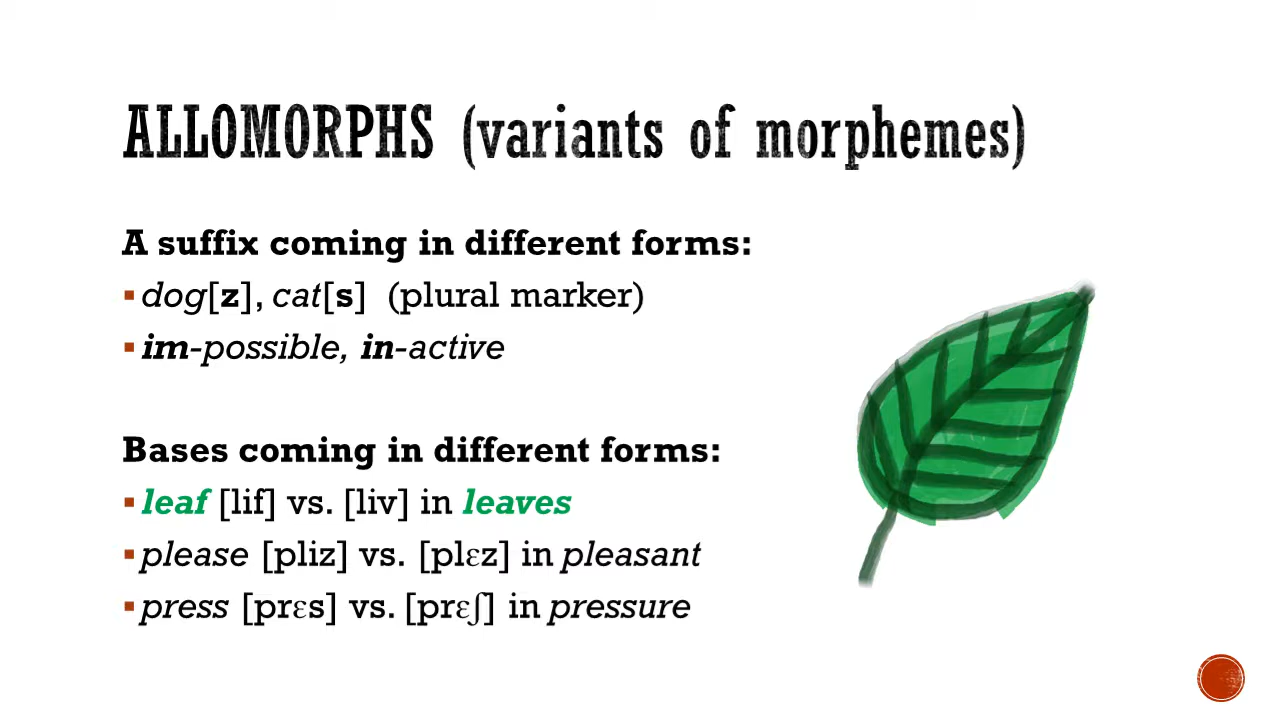 ALLOMORPHS (variants of morphemes)
A suffix coming in different forms:
▪ dog[z], cat[s] (plural marker)
▪ im-possible, in-active
Bases coming in different forms:
▪ leaf [lif] vs. [liv] in leaves
▪ please [pliz] vs. [plɛz] in pleasant
▪ press [prɛs] vs. [prɛʃ] in pressure